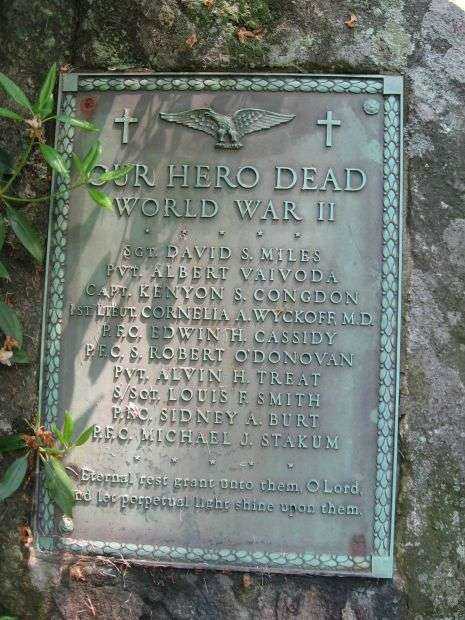 OUR HERO DEAD
WORLD WAR II
SGT. DAVID S. MILES
PVT. ALBERT VAIVODA
CAPT. KENYON S. CONGDON
1ST LIEUT. CORNELIA A. WYCKOFF, M.D.
P.F.C. EDWIN H. CASSIDY
P.F.C. S. ROBERT O'DONOVAN
PVT. ALVIN H. TREAT
S/SGT. LOUIS F. SMITH
P.F.C. SIDNEY A. BURT
P.F.C. MICHAEL J. STAKUM
Eternal rest grant unto them, O Lord,
and let perpetual light shine upon them.